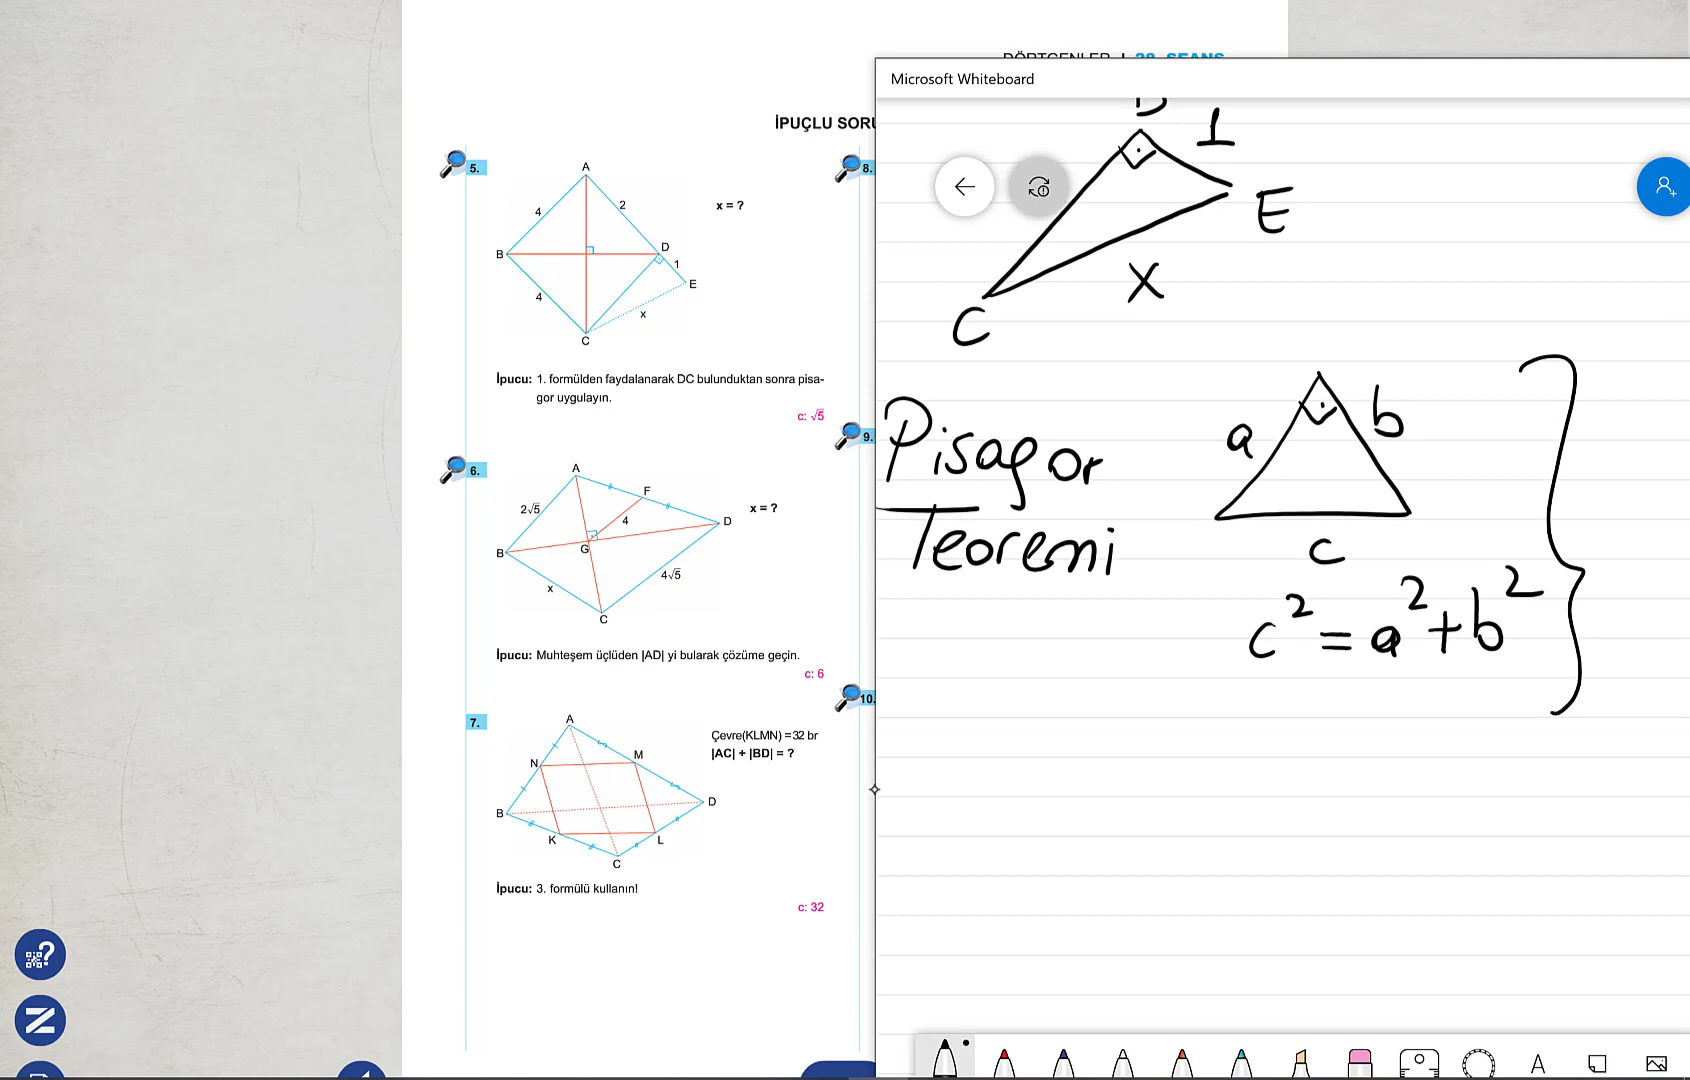 DÖRTGENLER | 28. SEANS
İPUÇLU SORU
5.
A
4
2
x = ?
B
D
1
E
4
x
C
İpucu: 1. formülden faydalanarak DC bulunduktan sonra pisa-
gor uygulayın.
c: √5
6.
A
F
2√5
x = ?
4
D
B
G
4√5
x
C
İpucu: Muhteşem üçlüden |AD| yi bularak çözüme geçin.
c: 6
7.
A
Çevre(KLMN) =32 br
|AC| + |BD| = ?
N
M
D
B
K
L
C
İpucu: 3. formülü kullanın!
c: 32
8.
9.
10.
Microsoft Whiteboard
D
1
E
X
C
Pisagor
Teoremi
a
b
c
c² = a² + b²